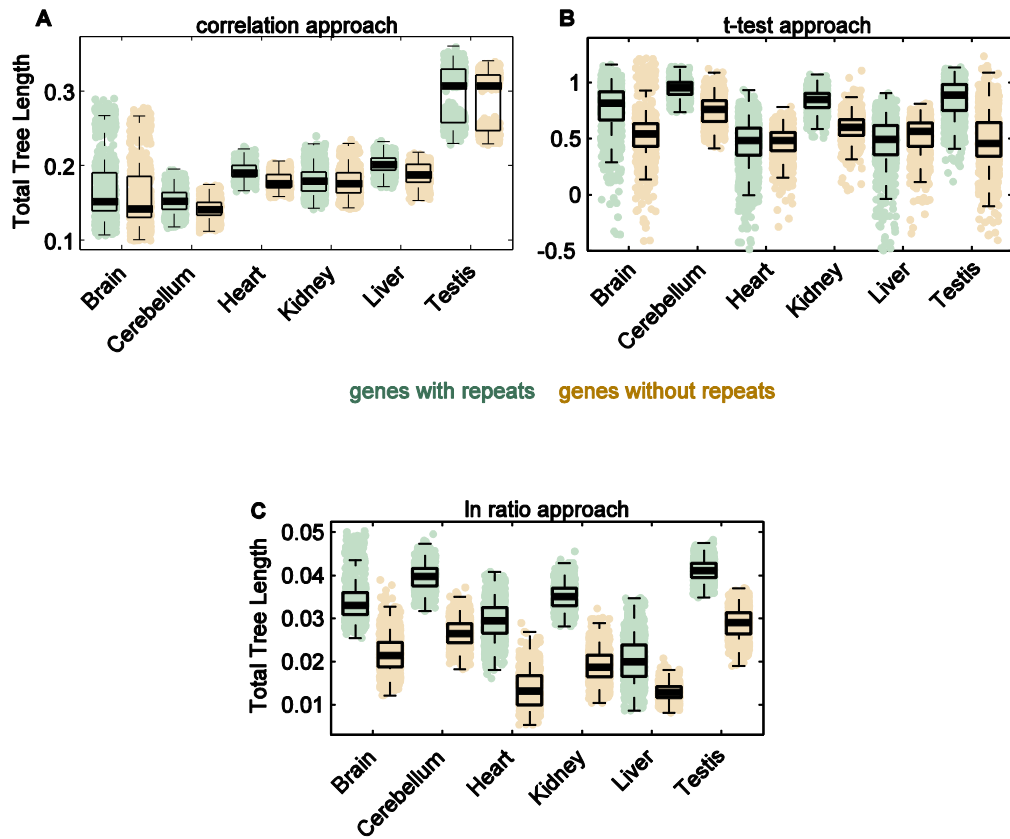 A
correlation approach
Total Tree Length
0.3
0.2
0.1
Brain
Cerebellum
Heart
Kidney
Liver
Testis
B
t-test approach
1
0.5
0
-0.5
Brain
Cerebellum
Heart
Kidney
Liver
Testis
genes with repeats genes without repeats
C
ln ratio approach
Total Tree Length
0.05
0.04
0.03
0.02
0.01
Brain
Cerebellum
Heart
Kidney
Liver
Testis